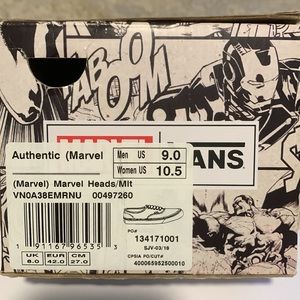 KABOOM
MARVEL
VANS
Authentic (Marvel
Men US 9.0
Women US 10.5
(Marvel) Marvel Heads/Mlt
VN0A38EMRNU 00497260
PO#
134171001
SJV-03/18
CPSIA PO/CUT#
400065952500010
1 91167 96535 3
UK EUR CM
8.0 42.0 27.0